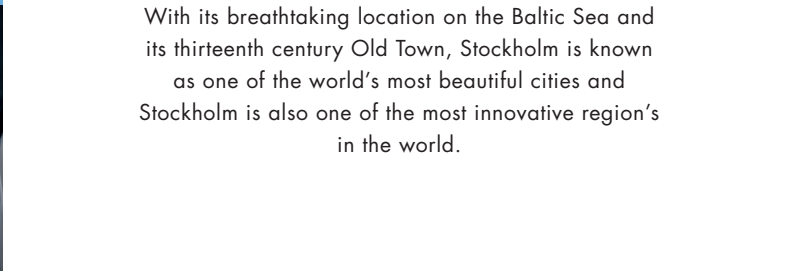 With its breathtaking location on the Baltic Sea and
its thirteenth century Old Town, Stockholm is known
as one of the world’s most beautiful cities and
Stockholm is also one of the most innovative region’s
in the world.